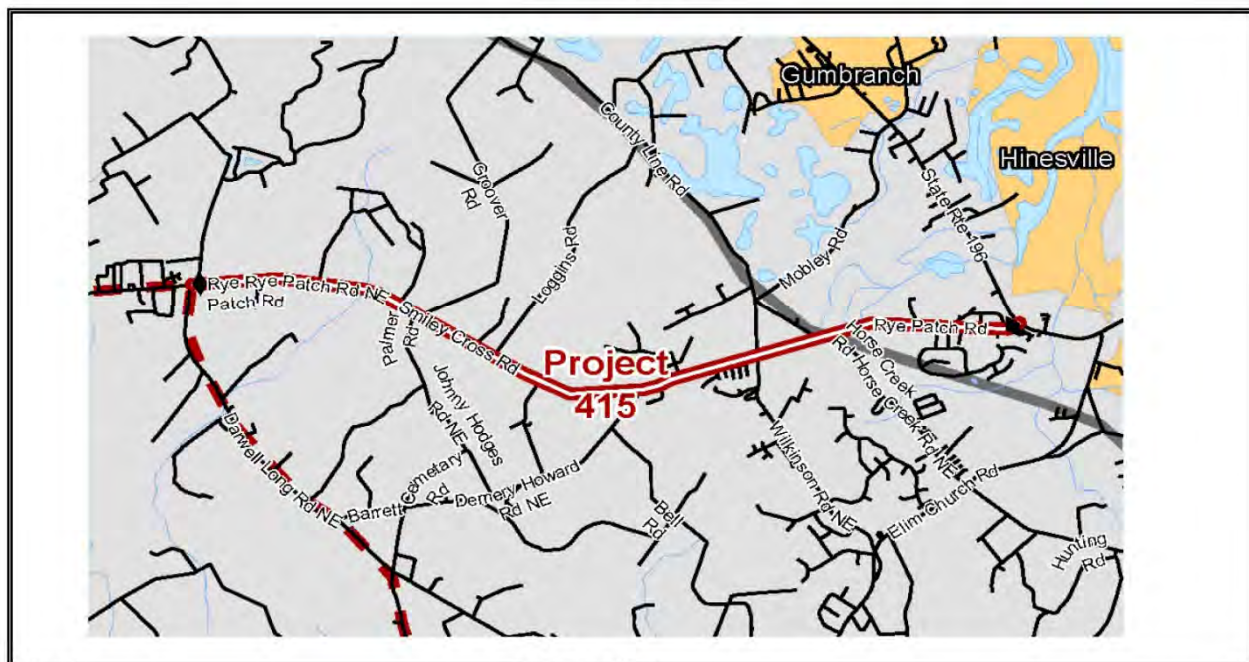 Gumbranch
Hinesville
County Line Rd
State Rte 196
Groover
Rd
Loggins Rd
Mobley Rd
Rye Rye Patch Rd NE
Patch Rd
Smiley Cross Rd
Palmer
Rd
Rye Patch Rd
Horse Creek
Rd Horse Creek Rd NE
Project
415
Johnny Hodges
Rd NE
Darwell Long Rd NE
Cemetary
Rd
Barrett
Demery Howard
Rd NE
Bell
Rd
Wilkinson Rd NE
Elim Church Rd
Hunting
Rd